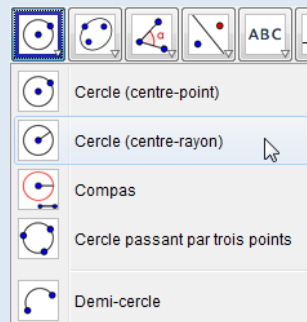 α
ABC
Cercle (centre-point)
Cercle (centre-rayon)
Compas
Cercle passant par trois points
Demi-cercle